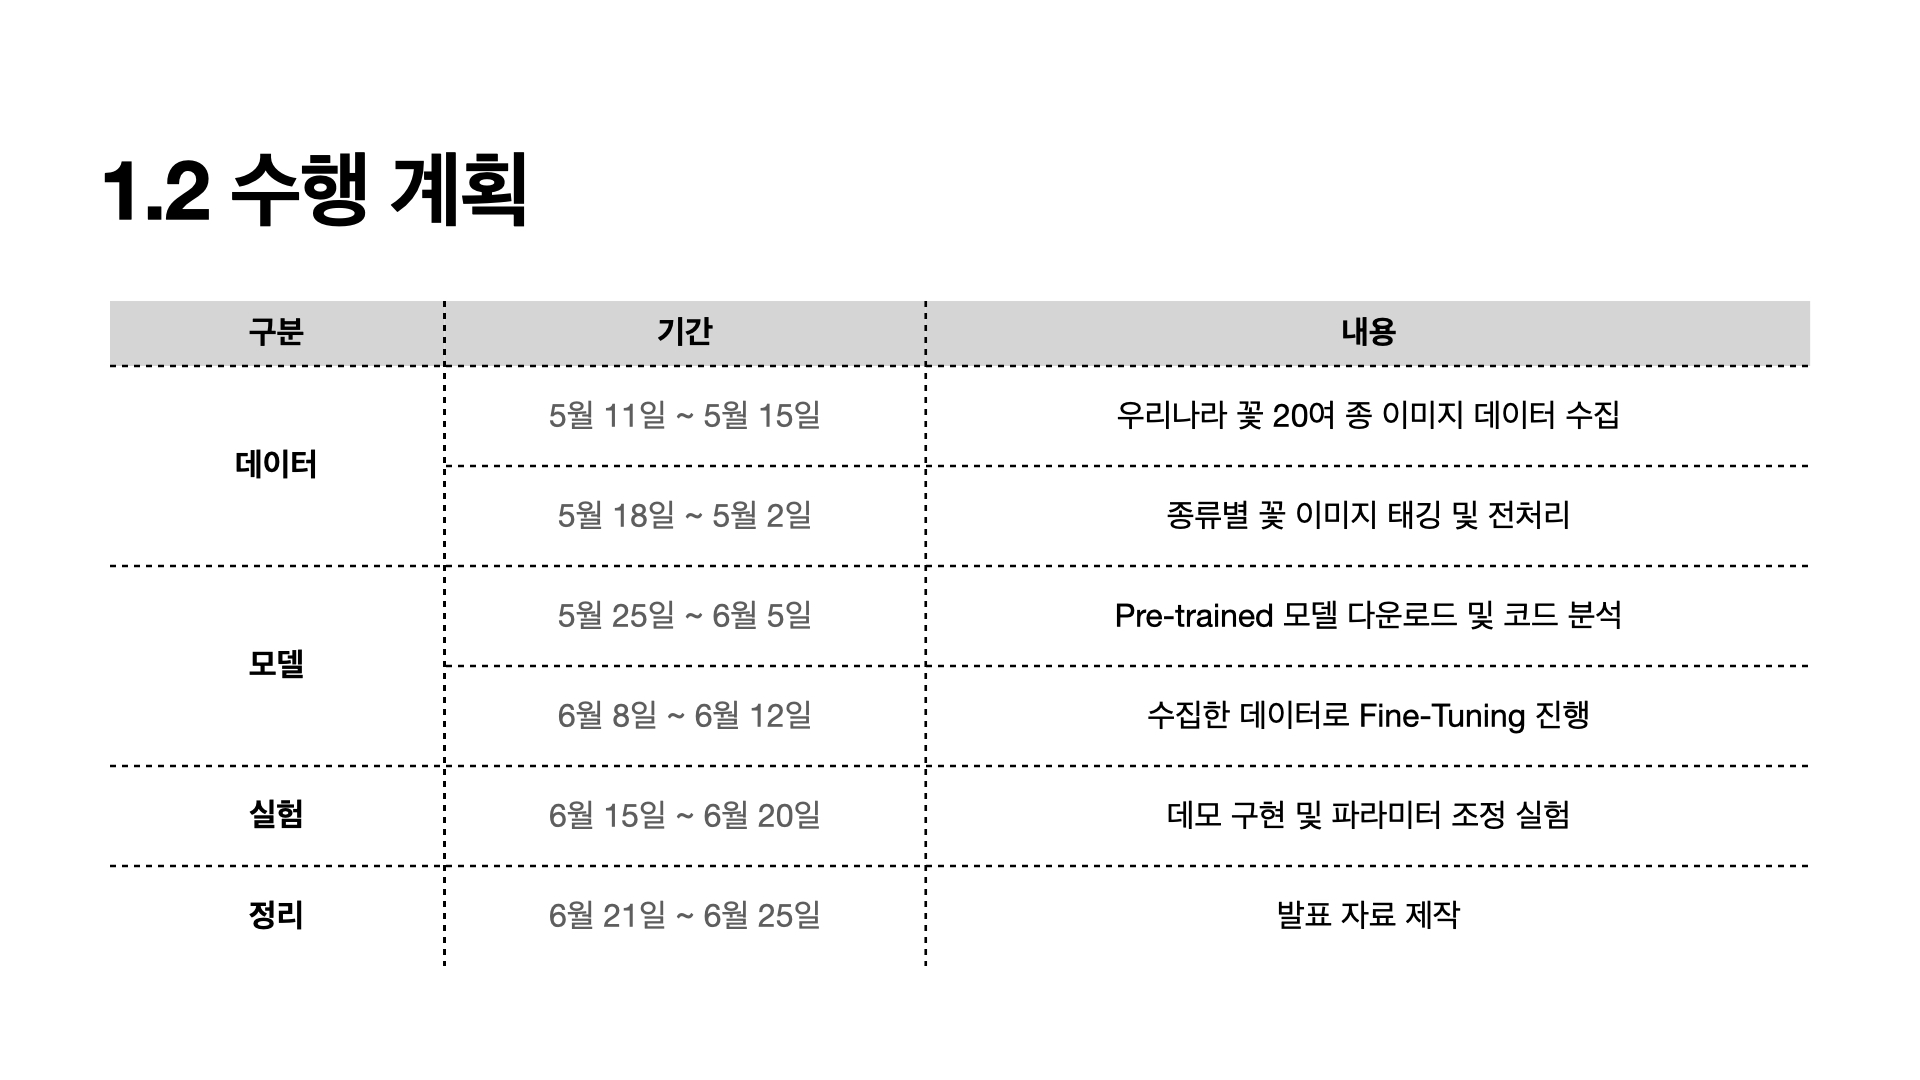 1.2 수행 계획
구분 기간 내용
데이터
5월 11일 ~ 5월 15일 우리나라 꽃 20여 종 이미지 데이터 수집
5월 18일 ~ 5월 2일 종류별 꽃 이미지 태깅 및 전처리
모델
5월 25일 ~ 6월 5일 Pre-trained 모델 다운로드 및 코드 분석
6월 8일 ~ 6월 12일 수집한 데이터로 Fine-Tuning 진행
실험 6월 15일 ~ 6월 20일 데모 구현 및 파라미터 조정 실험
정리 6월 21일 ~ 6월 25일 발표 자료 제작